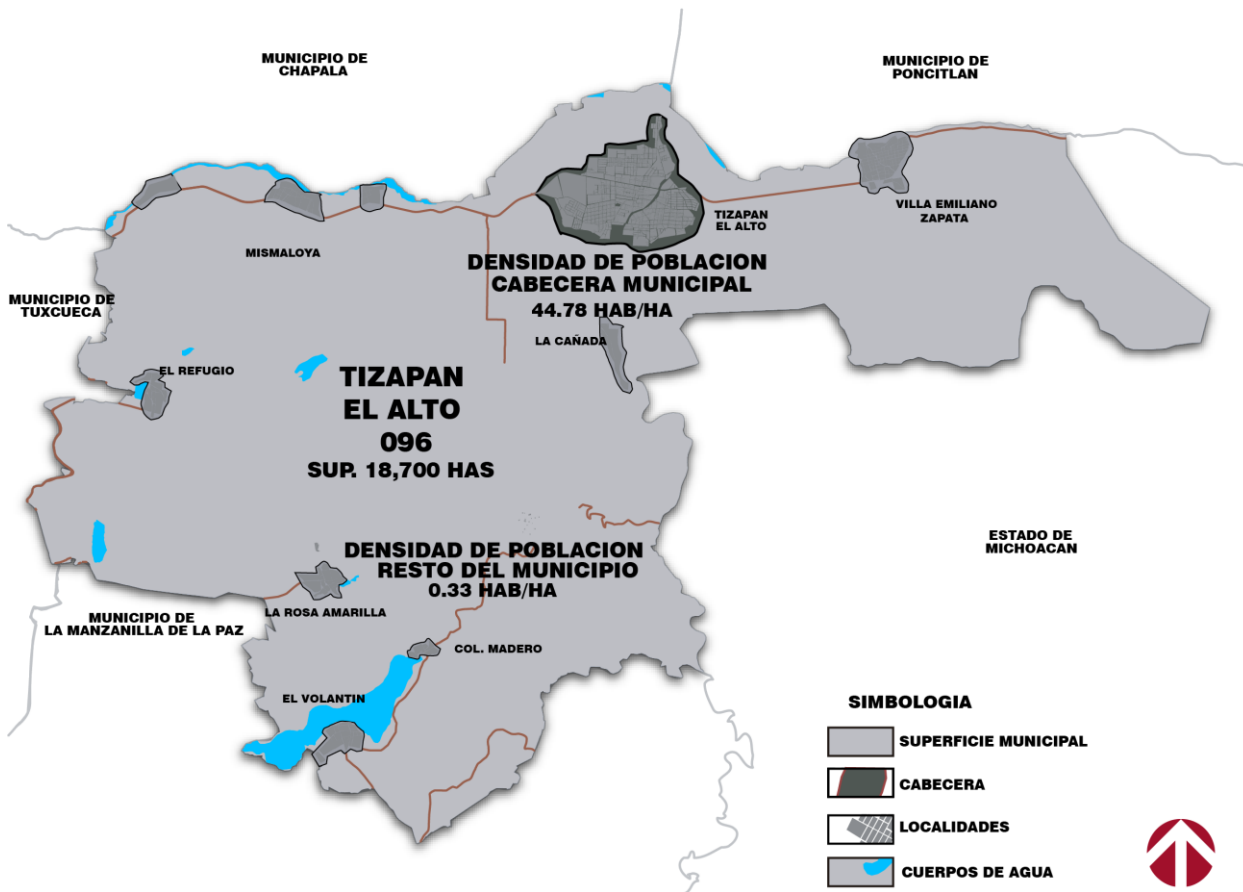 MUNICIPIO DE
CHAPALA
MUNICIPIO DE
PONCITLAN
VILLA EMILIANO
ZAPATA
TIZAPAN
EL ALTO
MISMALOYA
DENSIDAD DE POBLACION
CABECERA MUNICIPAL
44.78 HAB/HA
MUNICIPIO DE
TUXCUECA
LA CAÑADA
EL REFUGIO
TIZAPAN
EL ALTO
096
SUP. 18,700 HAS
ESTADO DE
MICHOACAN
DENSIDAD DE POBLACION
RESTO DEL MUNICIPIO
0.33 HAB/HA
LA ROSA AMARILLA
MUNICIPIO DE
LA MANZANILLA DE LA PAZ
COL. MADERO
EL VOLANTIN
SIMBOLOGIA
SUPERFICIE MUNICIPAL
CABECERA
LOCALIDADES
CUERPOS DE AGUA